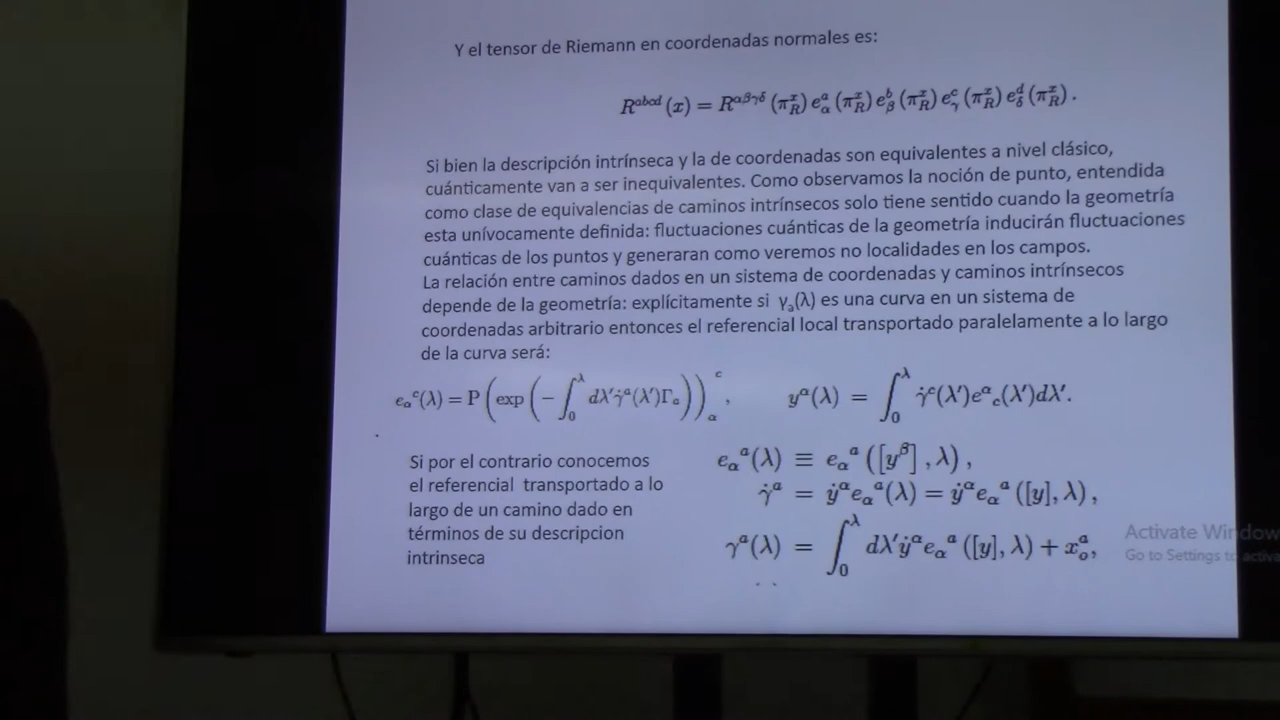 Y el tensor de Riemann en coordenadas normales es:
R^{abcd}(x) = R^{αβγδ}(π_R^x) e_α^a(π_R^x) e_β^b(π_R^x) e_γ^c(π_R^x) e_δ^d(π_R^x).
Si bien la descripción intrínseca y la de coordenadas son equivalentes a nivel clásico,
cuánticamente van a ser inequivalentes. Como observamos la noción de punto, entendida
como clase de equivalencias de caminos intrínsecos solo tiene sentido cuando la geometría
esta unívocamente definida: fluctuaciones cuánticas de la geometría inducirán fluctuaciones
cuánticas de los puntos y generaran como veremos no localidades en los campos.
La relación entre caminos dados en un sistema de coordenadas y caminos intrínsecos
depende de la geometría: explícitamente si γₐ(λ) es una curva en un sistema de
coordenadas arbitrario entonces el referencial local transportado paralelamente a lo largo
de la curva será:
e_α^c(λ) = P(exp(−∫_0^λ dλ′γ̇^a(λ′)Γ_a))_α^c, y^α(λ) = ∫_0^λ γ̇^c(λ′)e^α_c(λ′)dλ′.
Si por el contrario conocemos
el referencial transportado a lo
largo de un camino dado en
términos de su descripcion
intrinseca
e_α^a(λ) ≡ e_α^a([y^β], λ),
γ̇^a = ẏ^α e_α^a(λ) = ẏ^α e_α^a([y], λ),
γ^a(λ) = ∫_0^λ dλ′ẏ^α e_α^a([y], λ) + x_o^a,
Activate Window
Go to Settings to activa